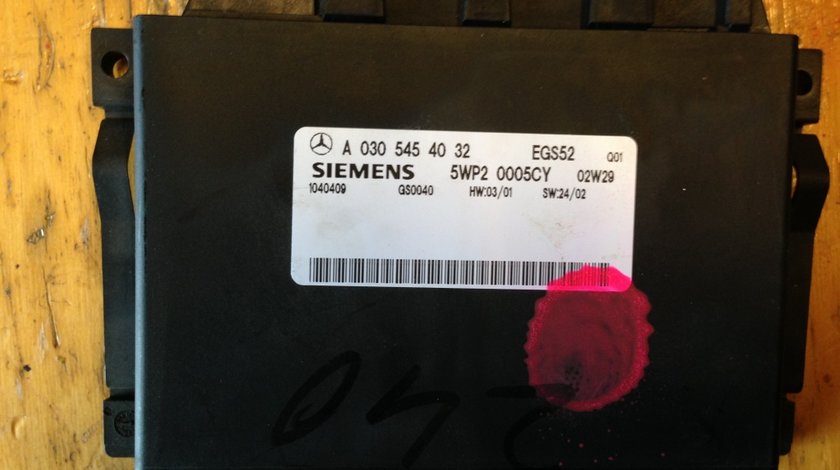 A 030 545 40 32 EGS52 Q01
SIEMENS 5WP2 0005CY 02W29
1040409 GS0040 HW:03/01 SW:24/02